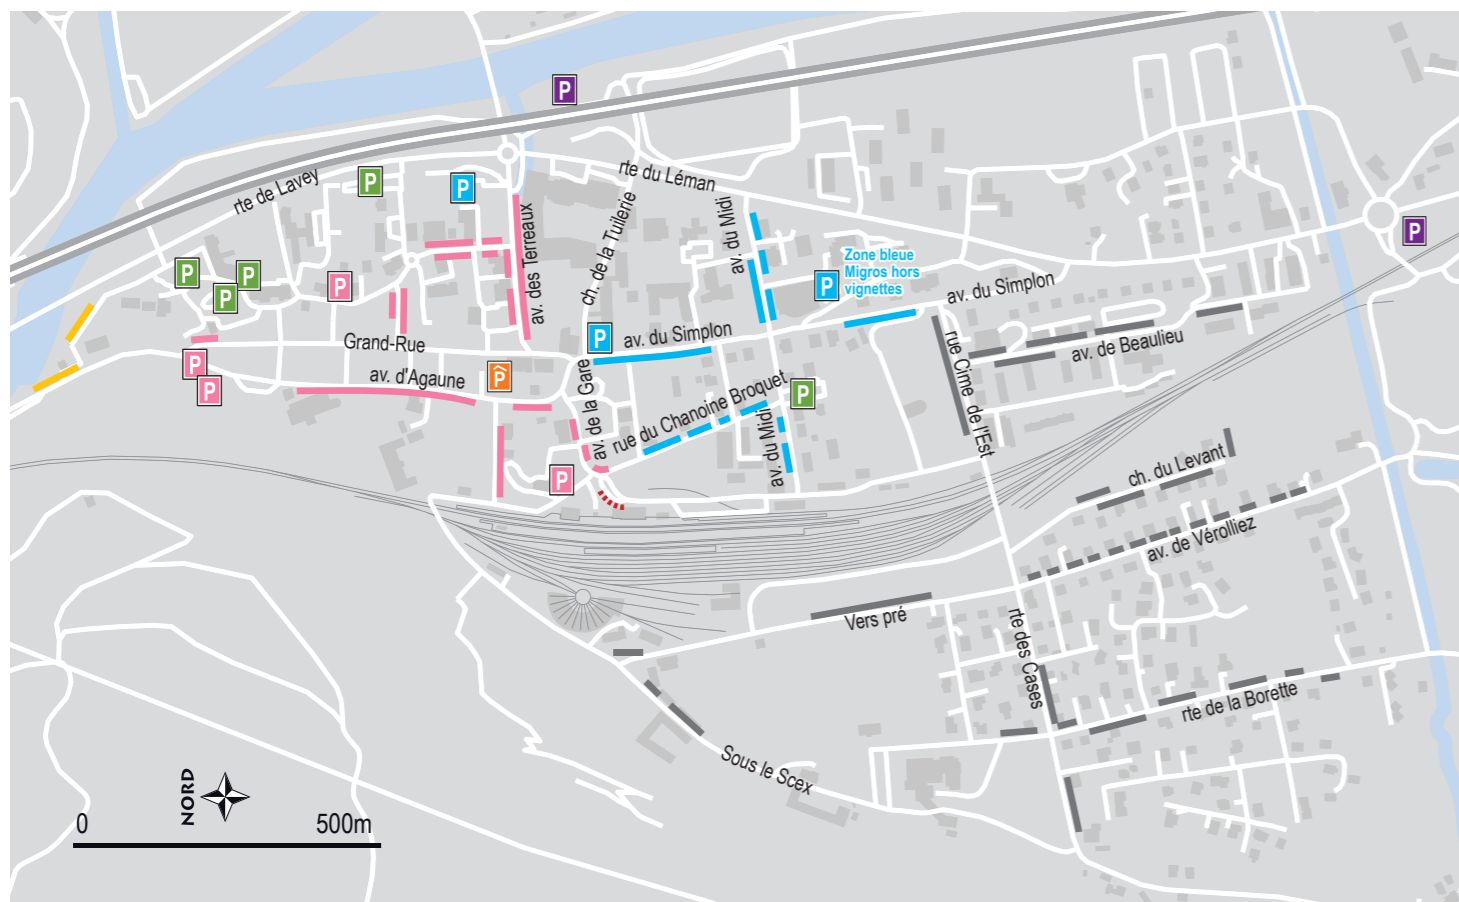 P
rte du Léman
rte de Lavey
P
P
av. du Midi
ch. de la Tuilerie
av. des Terreaux
P
Zone bleue
Migros hors
vignettes
P
P
P
P
P
P
av. du Simplon
av. du Simplon
P
Grand-Rue
av. de Beaulieu
rue Cime de l'Est
P
P
av. d'Agaune
P
av. de la Gare
rue du Chanoine Broquet
P
av. du Midi
P
ch. du Levant
av. de Vérolliez
Vers pré
rte des Cases
rte de la Borette
Sous le Scex
NORD
0
500m